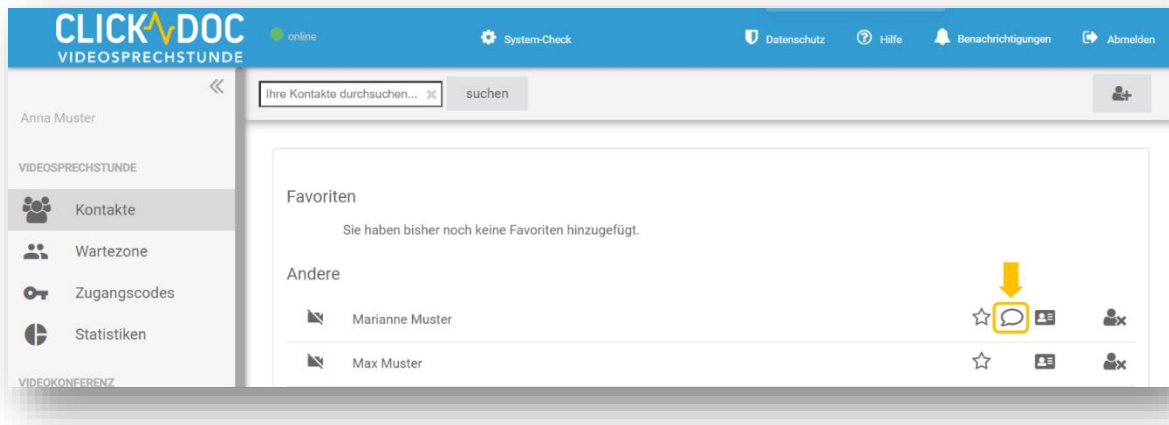 CLICK DOC
VIDEOSPRECHSTUNDE
online
System-Check
Datenschutz
Hilfe
Benachrichtigungen
Abmelden
Anna Muster
VIDEOSPRECHSTUNDE
Kontakte
Wartezone
Zugangscodes
Statistiken
VIDEOKONFERENZ
Ihre Kontakte durchsuchen...
suchen
Favoriten
Sie haben bisher noch keine Favoriten hinzugefügt.
Andere
Marianne Muster
Max Muster